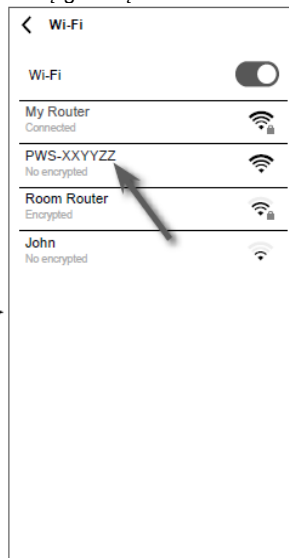 Wi-Fi
Wi-Fi
My Router
Connected
PWS-XXYYZZ
No encrypted
Room Router
Encrypted
John
No encrypted